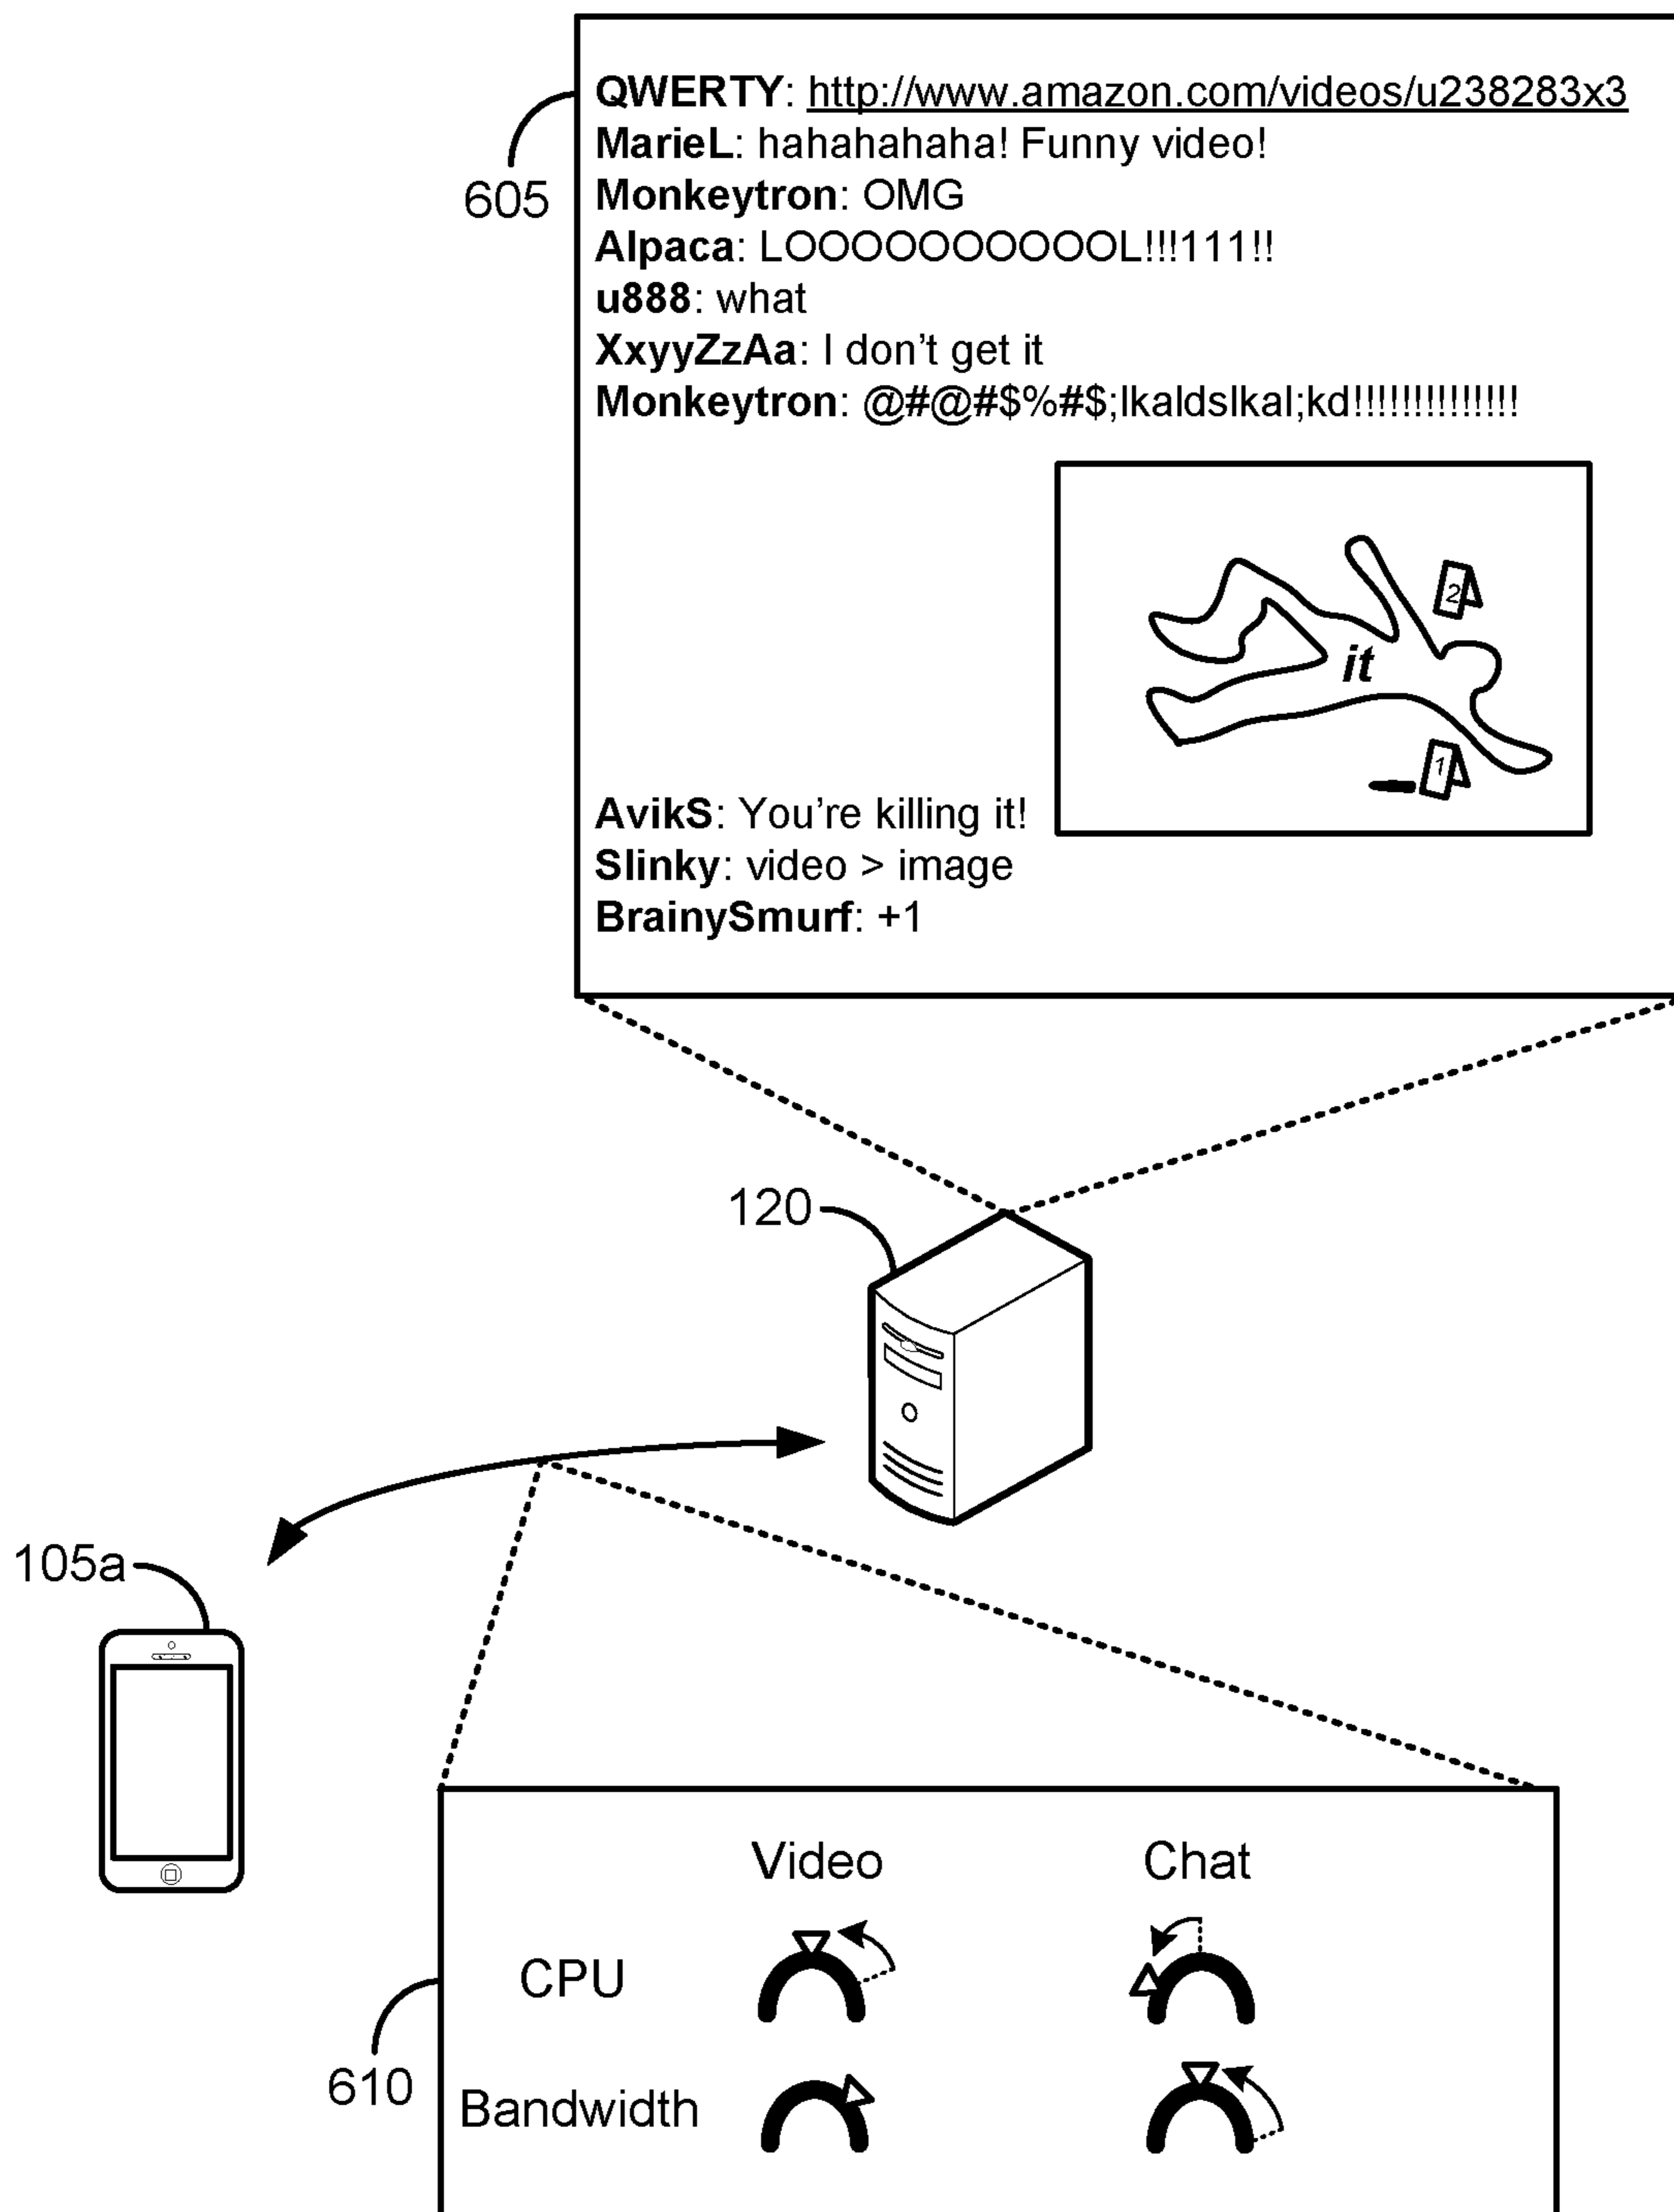 QWERTY: http://www.amazon.com/videos/u238283x3
MarieL: hahahahaha! Funny video!
605
Monkeytron: OMG
Alpaca: LOOOOOOOOOOL!!!111!!
u888: what
XxyyZzAa: I don't get it
Monkeytron: @#@#$%#$;lkaldslkal;kd!!!!!!!!!!!!!!
2
it
1
AvikS: You're killing it!
Slinky: video > image
BrainySmurf: +1
120
105a
Video Chat
CPU
610
Bandwidth